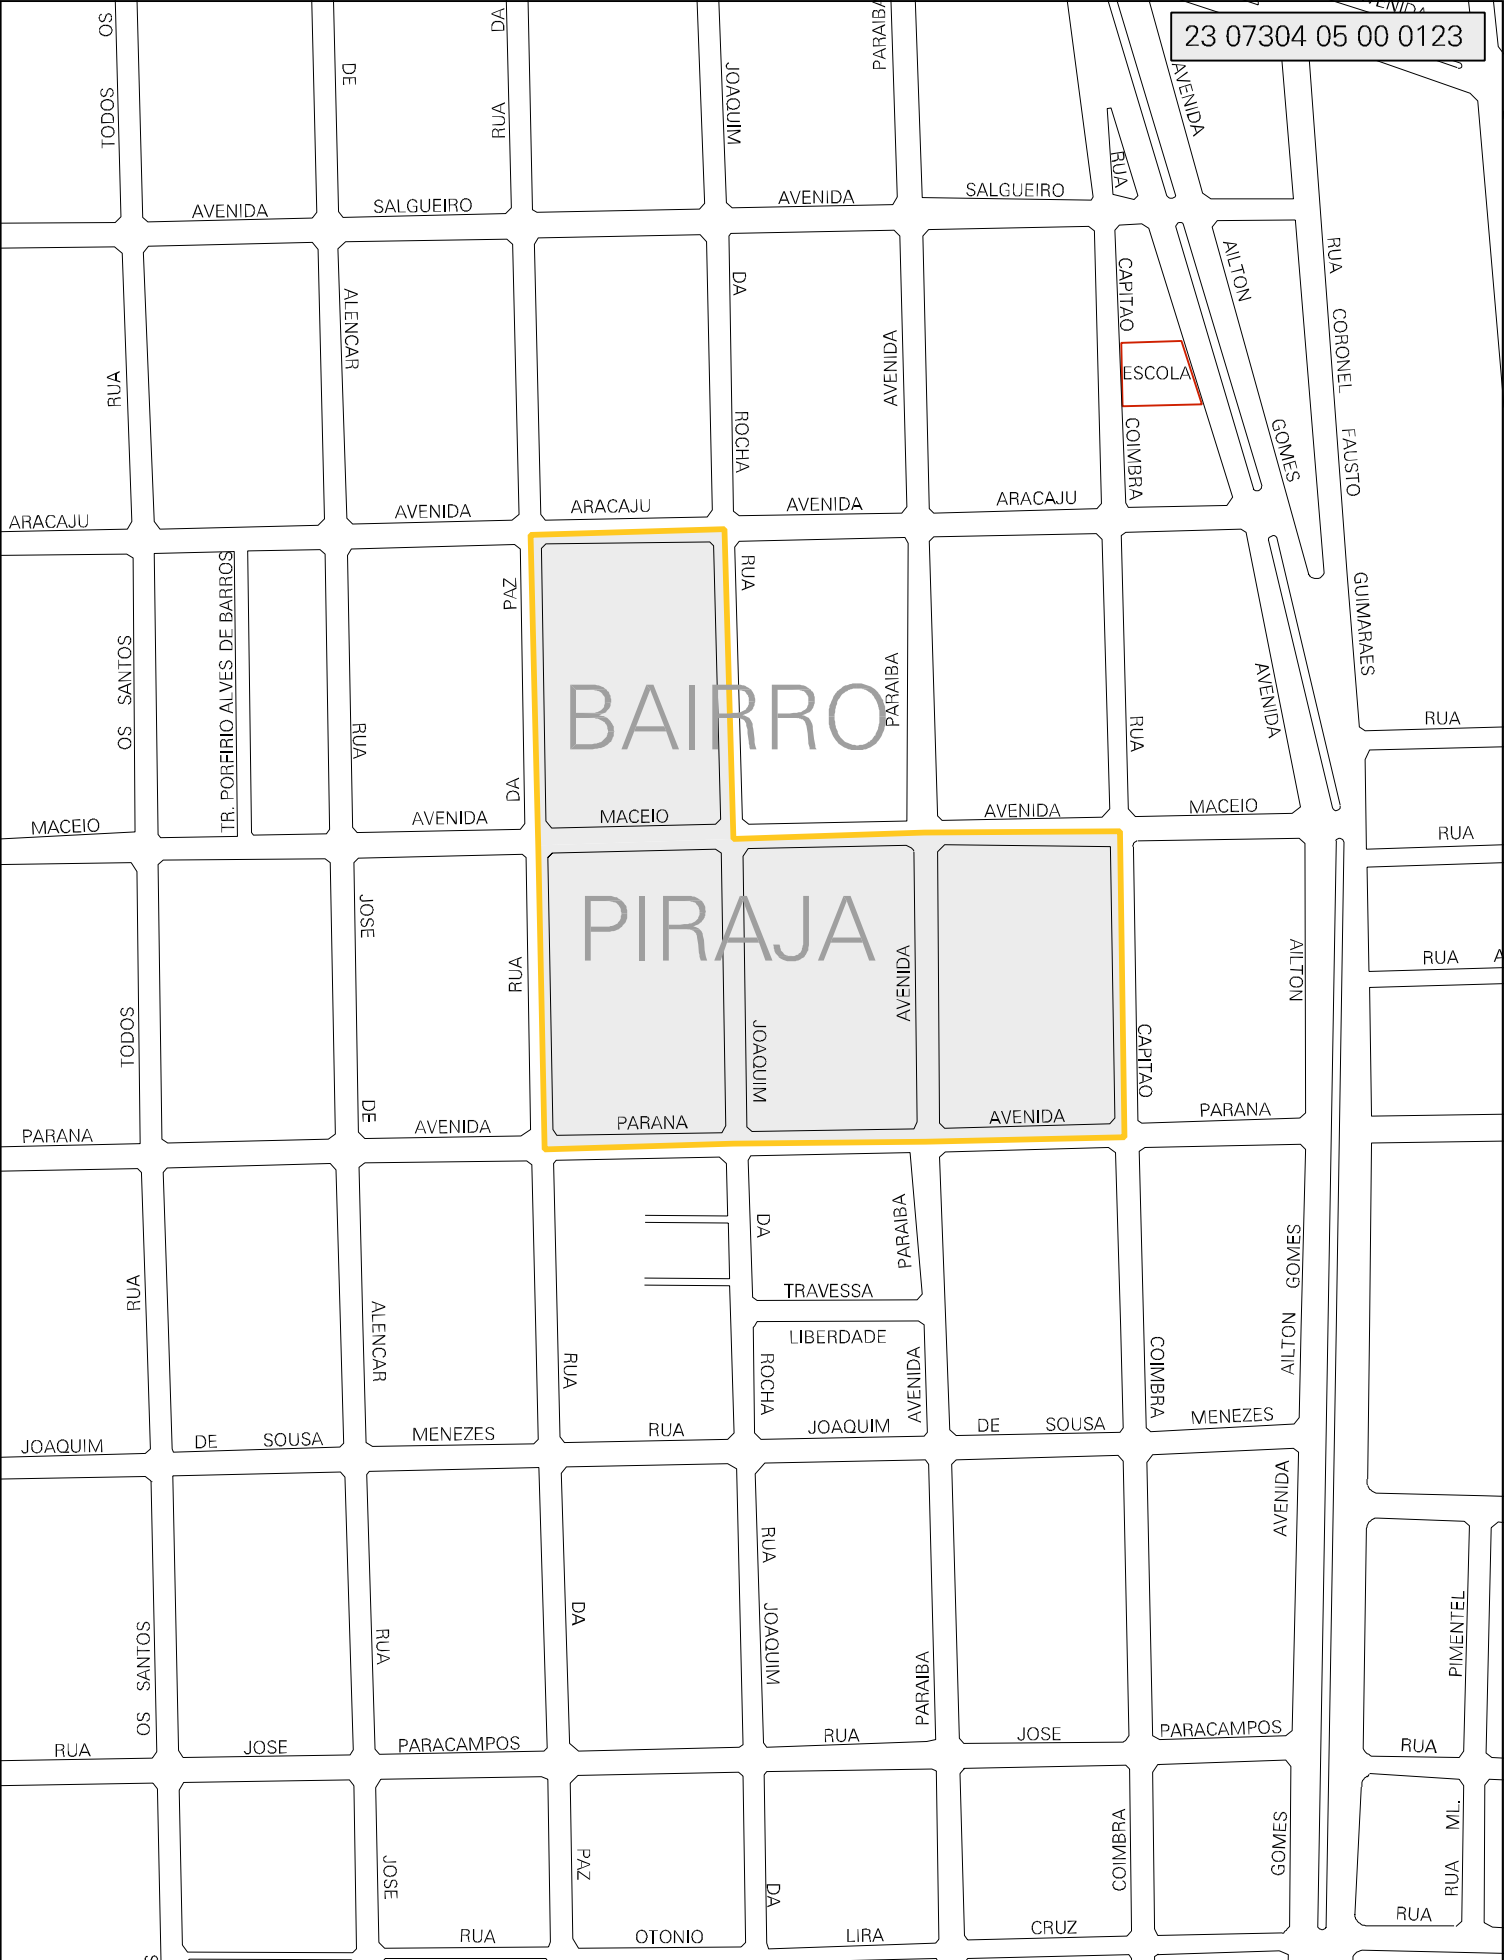 23 07304 05 00 0123
OS
TODOS
DE
DA
RUA
JOAQUIM
PARAIBA
AVENIDA
RUA
AVENIDA
SALGUEIRO
AVENIDA
SALGUEIRO
RUA
ALENCAR
DA
ROCHA
AVENIDA
CAPITAO
ESCOLA
COIMBRA
AILTON
GOMES
RUA
CORONEL
FAUSTO
GUIMARAES
ARACAJU
AVENIDA
ARACAJU
AVENIDA
ARACAJU
OS SANTOS
TR. PORFIRIO ALVES DE BARROS
RUA
PAZ
DA
RUA
PARAIBA
RUA
AVENIDA
BAIRRO
RUA
MACEIO
AVENIDA
MACEIO
AVENIDA
MACEIO
RUA
PIRAJA
TODOS
JOSE
DE
RUA
JOAQUIM
AVENIDA
CAPITAO
AILTON
RUA A
PARANA
AVENIDA
PARANA
AVENIDA
PARANA
RUA
ALENCAR
RUA
DA
PARAIBA
TRAVESSA
LIBERDADE
ROCHA
AVENIDA
COIMBRA
GOMES
AILTON
JOAQUIM
DE SOUSA
MENEZES
RUA
JOAQUIM
DE SOUSA
MENEZES
OS SANTOS
RUA
DA
RUA
JOAQUIM
PARAIBA
AVENIDA
PIMENTEL
RUA
JOSE
PARACAMPOS
RUA
JOSE
PARACAMPOS
RUA
JOSE
PAZ
DA
COIMBRA
GOMES
RUA ML.
RUA
OTONIO
LIRA
CRUZ
RUA